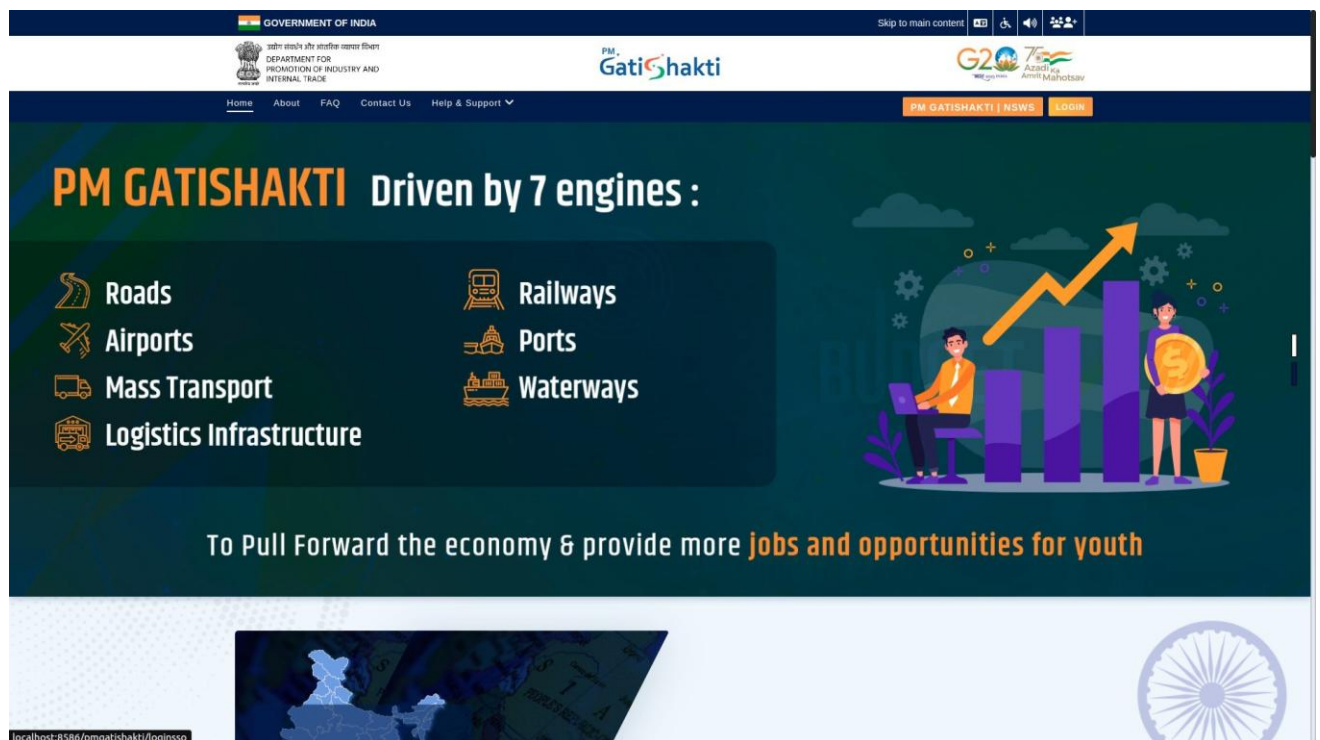 GOVERNMENT OF INDIA
Skip to main content
उद्योग संवर्धन और आंतरिक व्यापार विभाग
DEPARTMENT FOR
PROMOTION OF INDUSTRY AND
INTERNAL TRADE
PM
GatiShakti
G20
75
Azadi Ka
Amrit Mahotsav
Home About FAQ Contact Us Help & Support
PM GATISHAKTI | NSWS LOGIN
PM GATISHAKTI Driven by 7 engines :
Roads
Railways
Airports
Ports
Mass Transport
Waterways
Logistics Infrastructure
BUDGET
To Pull Forward the economy & provide more jobs and opportunities for youth
localhost:8586/pmgatishakti/loginsso